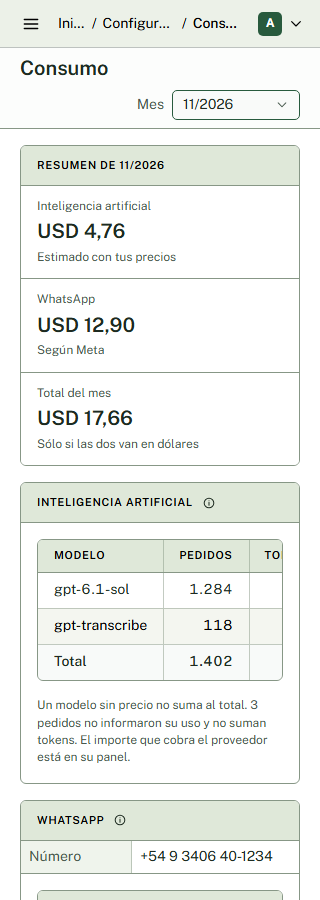 Ini... / Configur... / Cons... A
Consumo
Mes 11/2026
RESUMEN DE 11/2026
Inteligencia artificial
USD 4,76
Estimado con tus precios
WhatsApp
USD 12,90
Según Meta
Total del mes
USD 17,66
Sólo si las dos van en dólares
INTELIGENCIA ARTIFICIAL
MODELO PEDIDOS
gpt-6.1-sol 1.284
gpt-transcribe 118
Total 1.402
Un modelo sin precio no suma al total. 3
pedidos no informaron su uso y no suman
tokens. El importe que cobra el proveedor
está en su panel.
WHATSAPP
Número +54 9 3406 40-1234